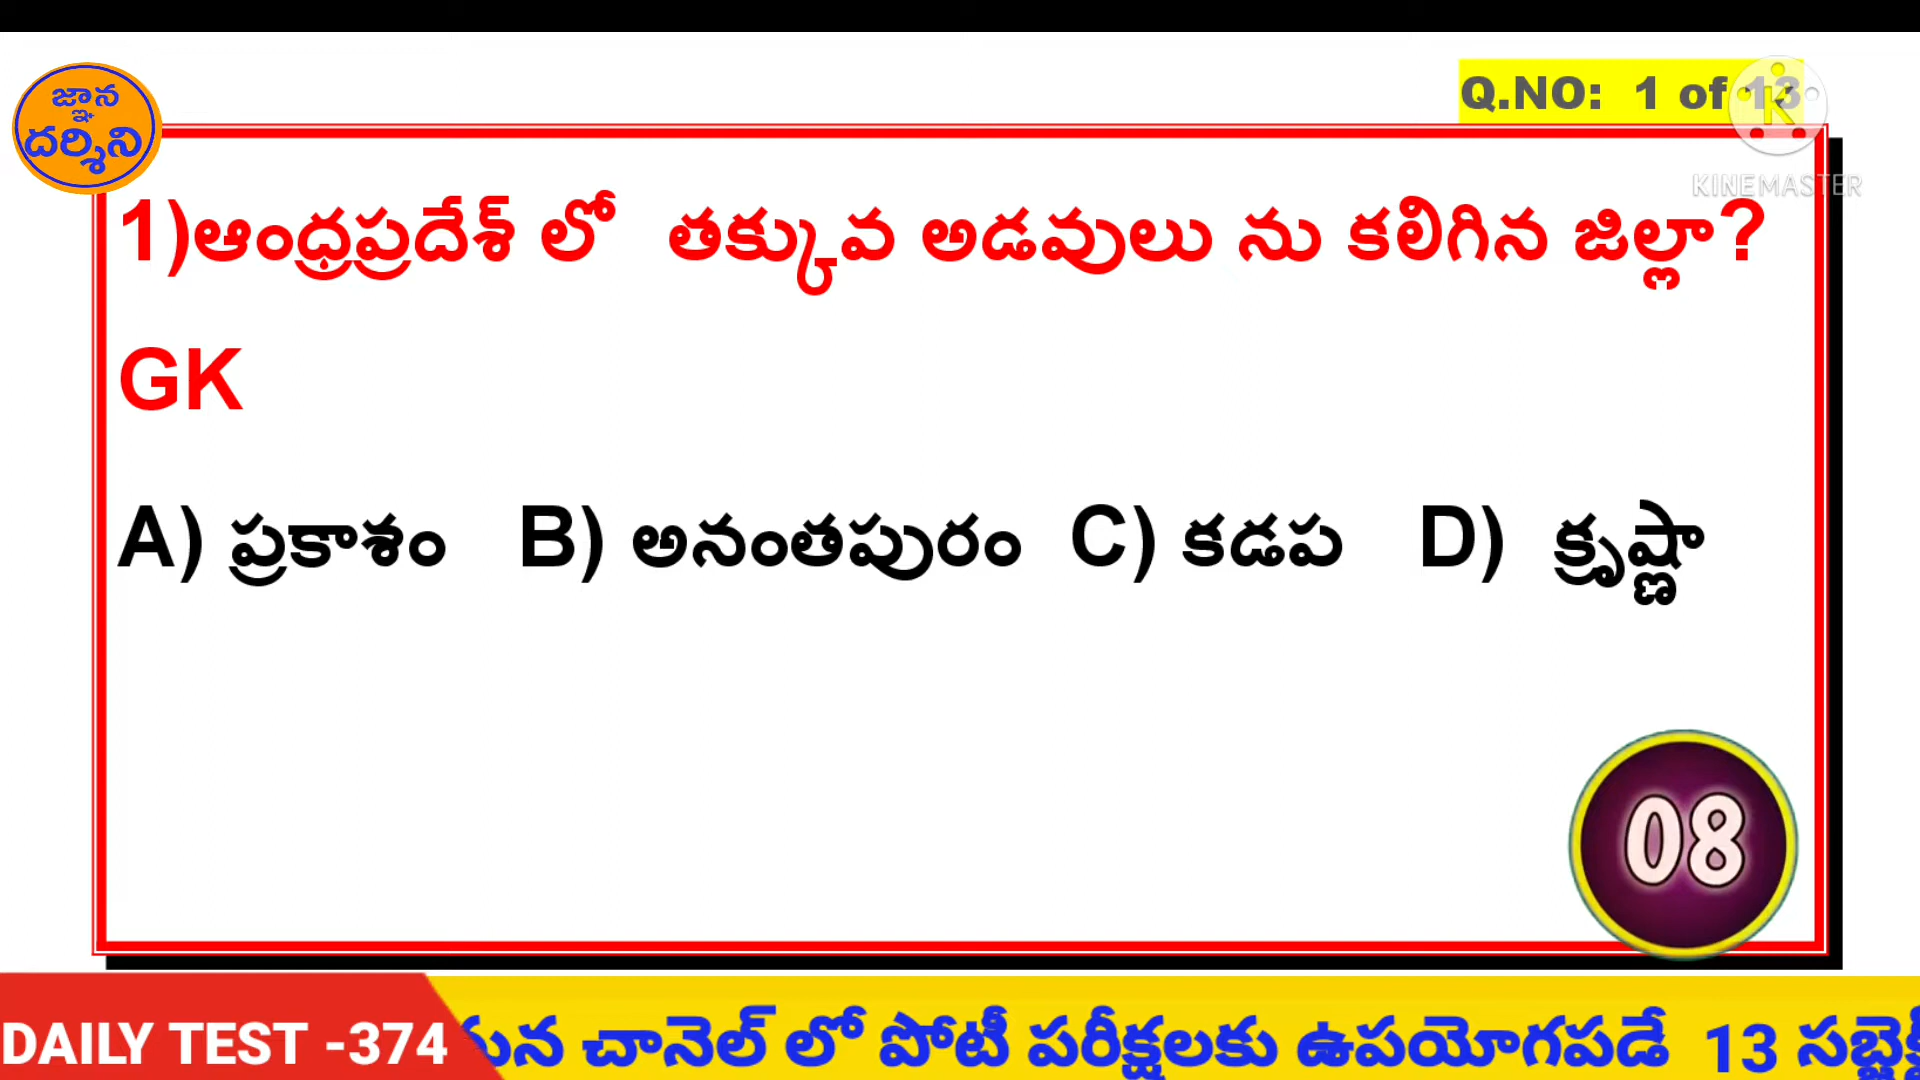 జ్ఞాన
దర్శిని
Q.NO: 1 of 13
KINEMASTER
1)ఆంధ్రప్రదేశ్ లో తక్కువ అడవులు ను కలిగిన జిల్లా?
GK
A) ప్రకాశం B) అనంతపురం C) కడప D) క్రృష్ణా
08
DAILY TEST -374
మన చానెల్ లో పోటీ పరీక్షలకు ఉపయోగపడే 13